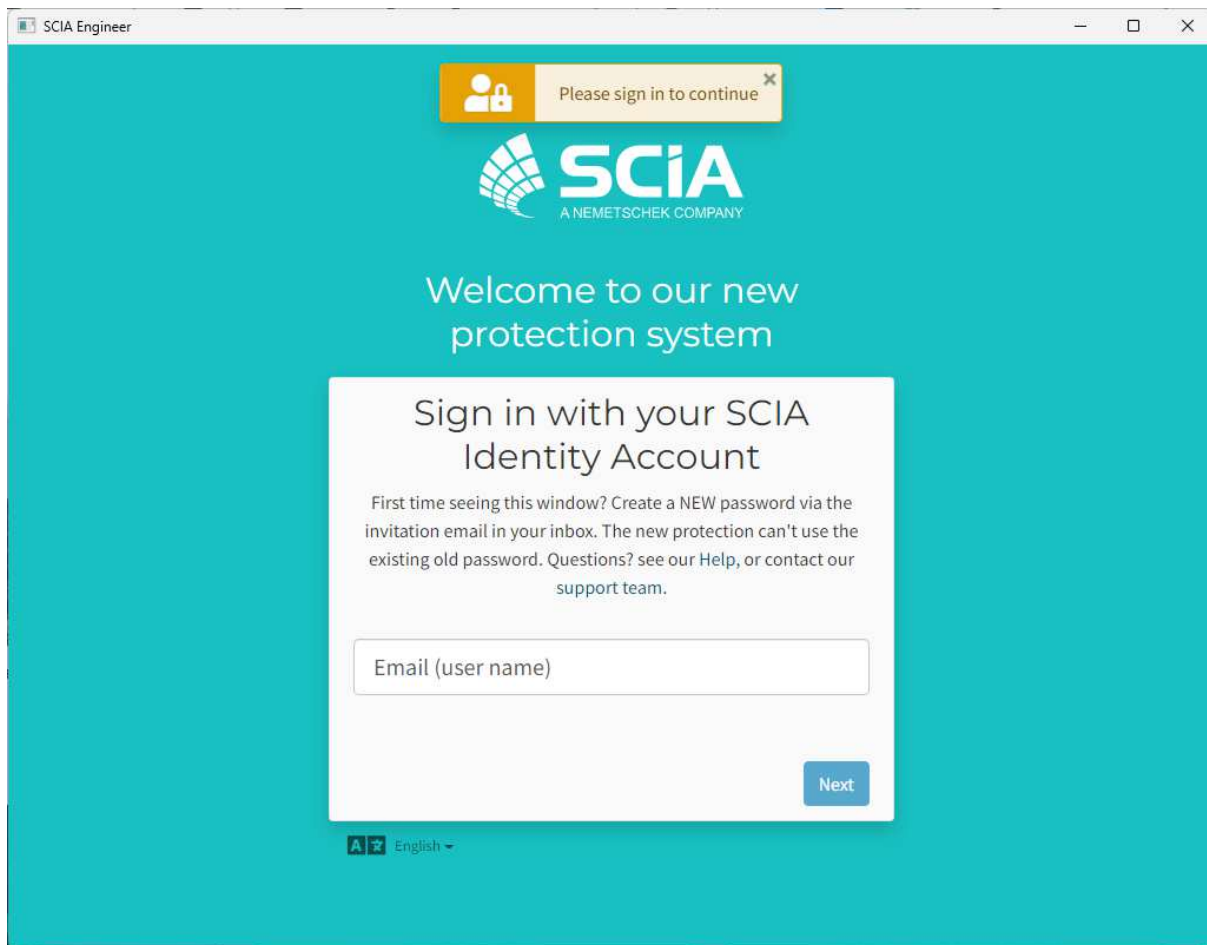 SCIA Engineer
Please sign in to continue
SCiA
A NEMETSCHEK COMPANY
Welcome to our new
protection system
Sign in with your SCIA
Identity Account
First time seeing this window? Create a NEW password via the
invitation email in your inbox. The new protection can't use the
existing old password. Questions? see our Help, or contact our
support team.
Email (user name)
Next
English